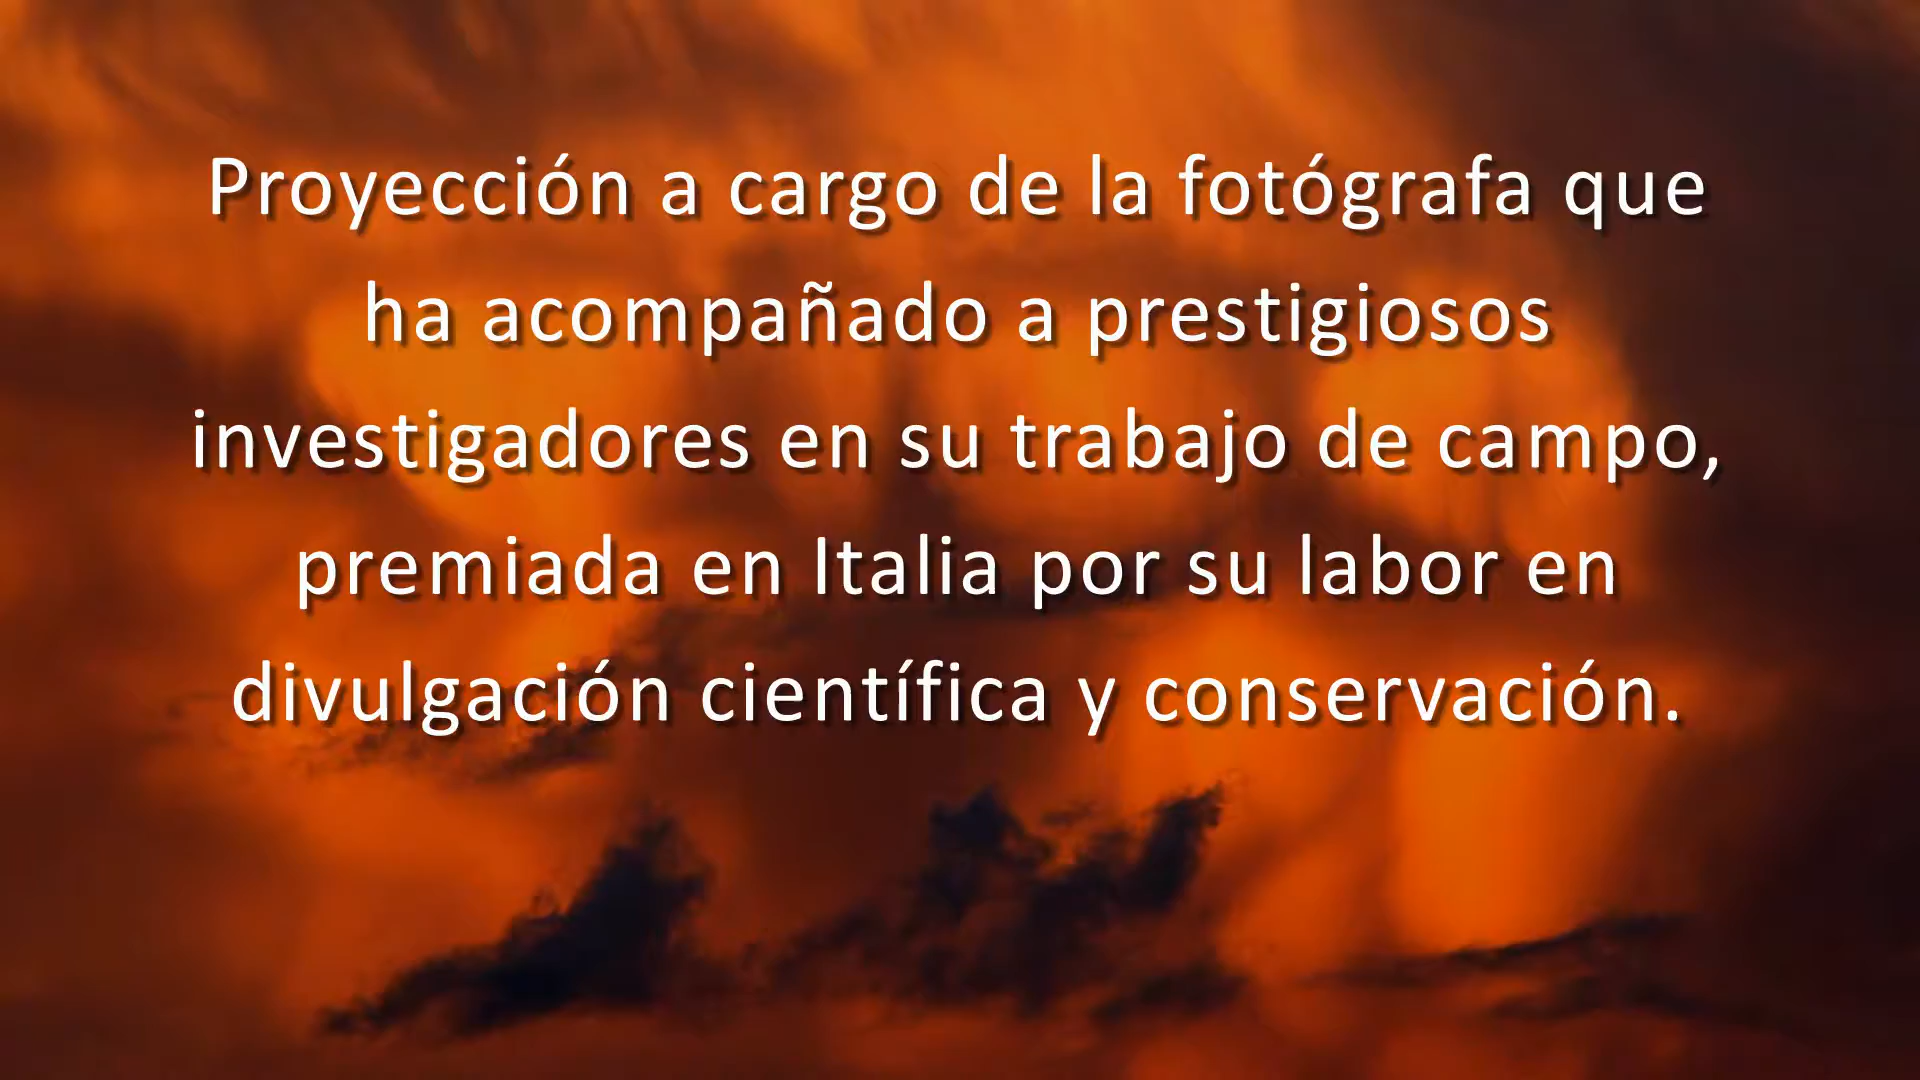 Proyección a cargo de la fotógrafa que
ha acompañado a prestigiosos
investigadores en su trabajo de campo,
premiada en Italia por su labor en
divulgación científica y conservación.